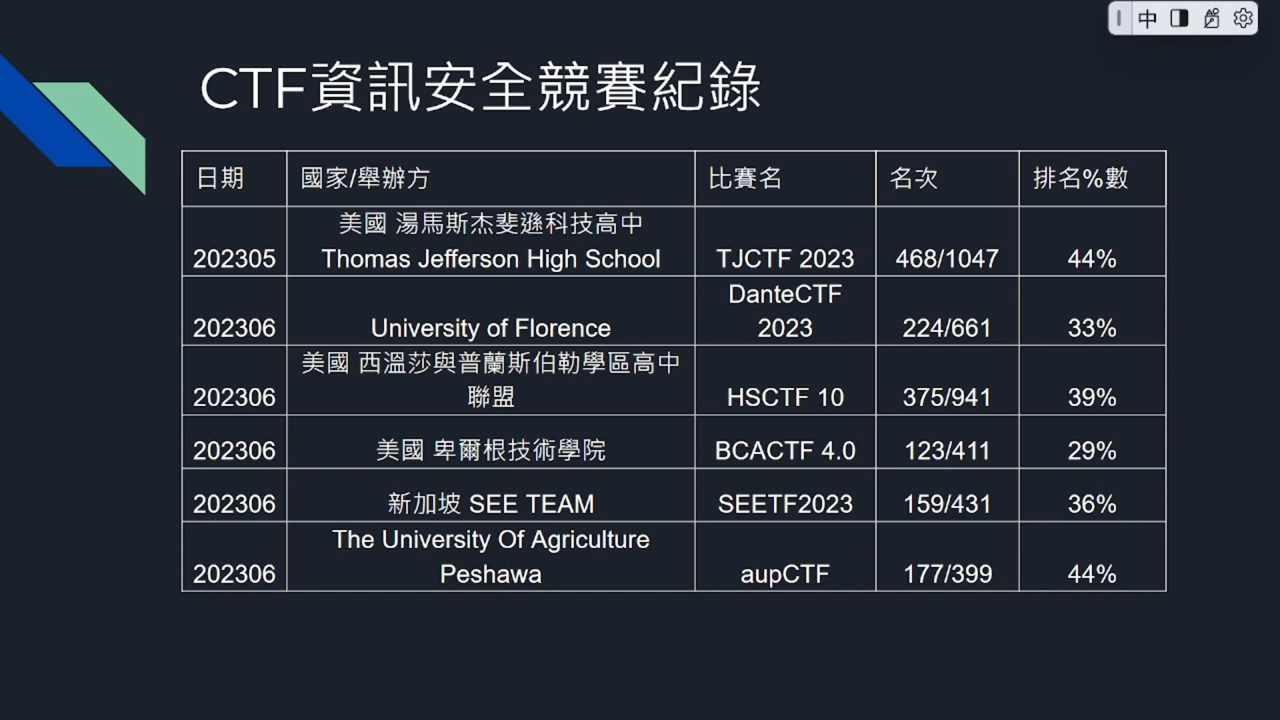 中
CTF資訊安全競賽紀錄
日期 國家/舉辦方 比賽名 名次 排名%數
美國 湯馬斯杰斐遜科技高中
202305 Thomas Jefferson High School TJCTF 2023 468/1047 44%
DanteCTF
202306 University of Florence 2023 224/661 33%
美國 西溫莎與普蘭斯伯勒學區高中
202306 聯盟 HSCTF 10 375/941 39%
202306 美國 卑爾根技術學院 BCACTF 4.0 123/411 29%
202306 新加坡 SEE TEAM SEETF2023 159/431 36%
The University Of Agriculture
202306 Peshawa aupCTF 177/399 44%